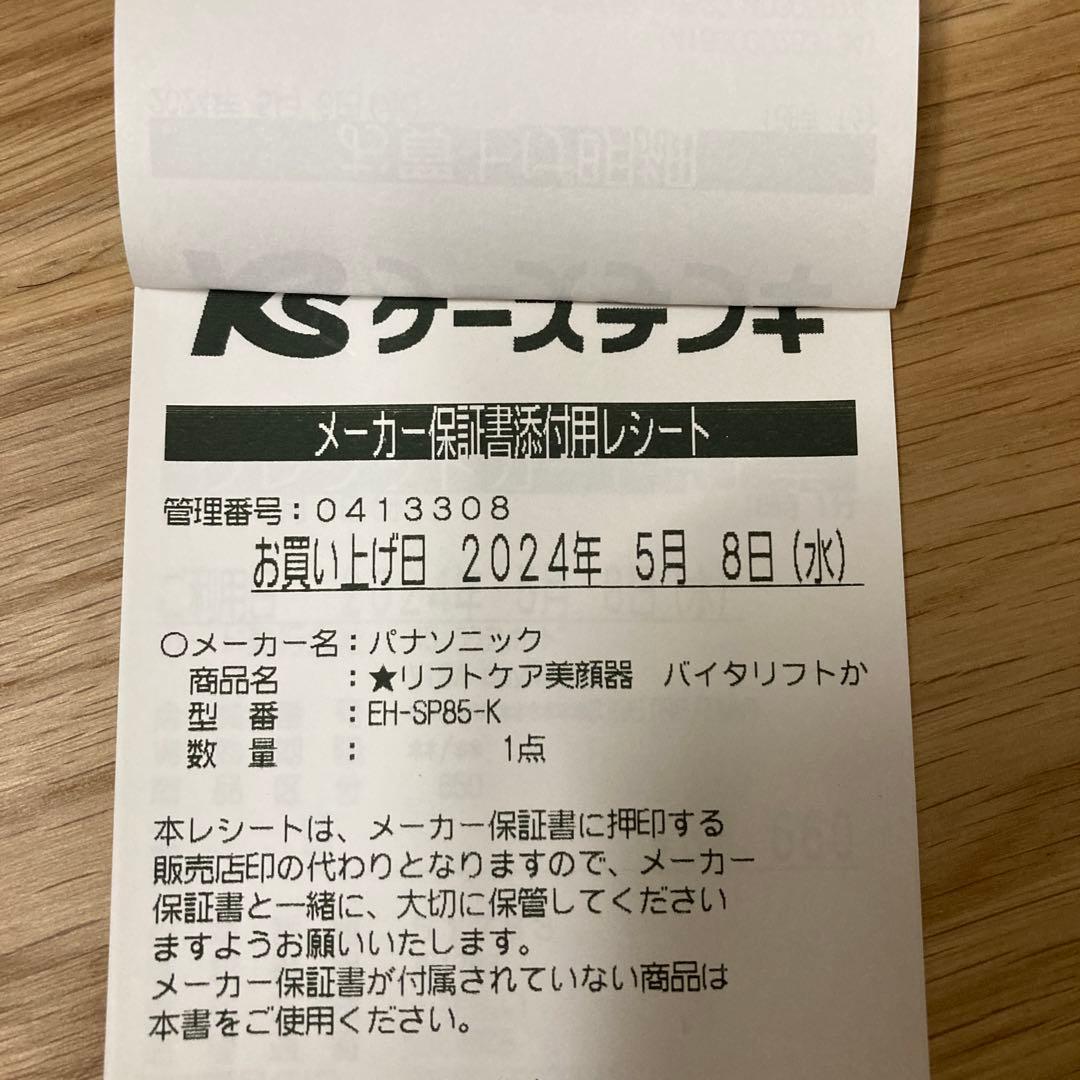 KSケーズデンキ
メーカー保証書添付用レシート
管理番号：０４１３３０８
お買い上げ日　２０２４年　５月　８日（水）
○メーカー名：パナソニック
商品名　　：★リフトケア美顔器　バイタリフトか
型　番　　：EH-SP85-K
数　量　　：　　　　　１点
本レシートは、メーカー保証書に押印する
販売店印の代わりとなりますので、メーカー
保証書と一緒に、大切に保管してください
ますようお願いいたします。
メーカー保証書が付属されていない商品は
本書をご使用ください。